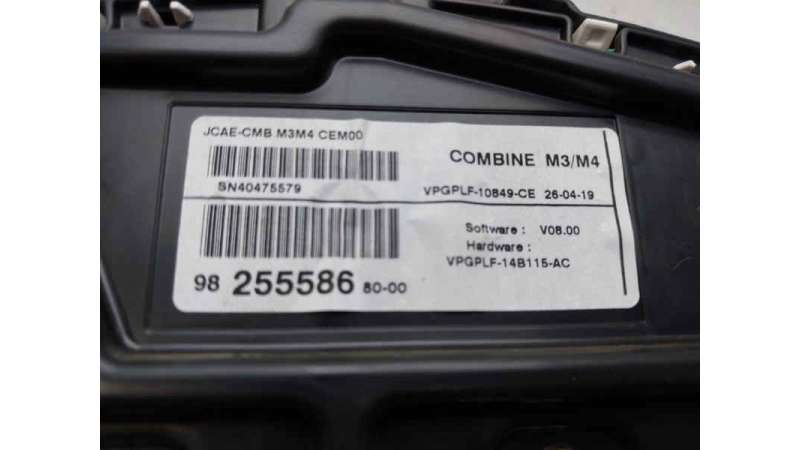 JCAE-CMB M3M4 CEM00
SN40475579
COMBINE M3/M4
VPGPLF-10849-CE 26-04-19
Software : V08.00
Hardware :
VPGPLF-14B115-AC
98 255586 80-00